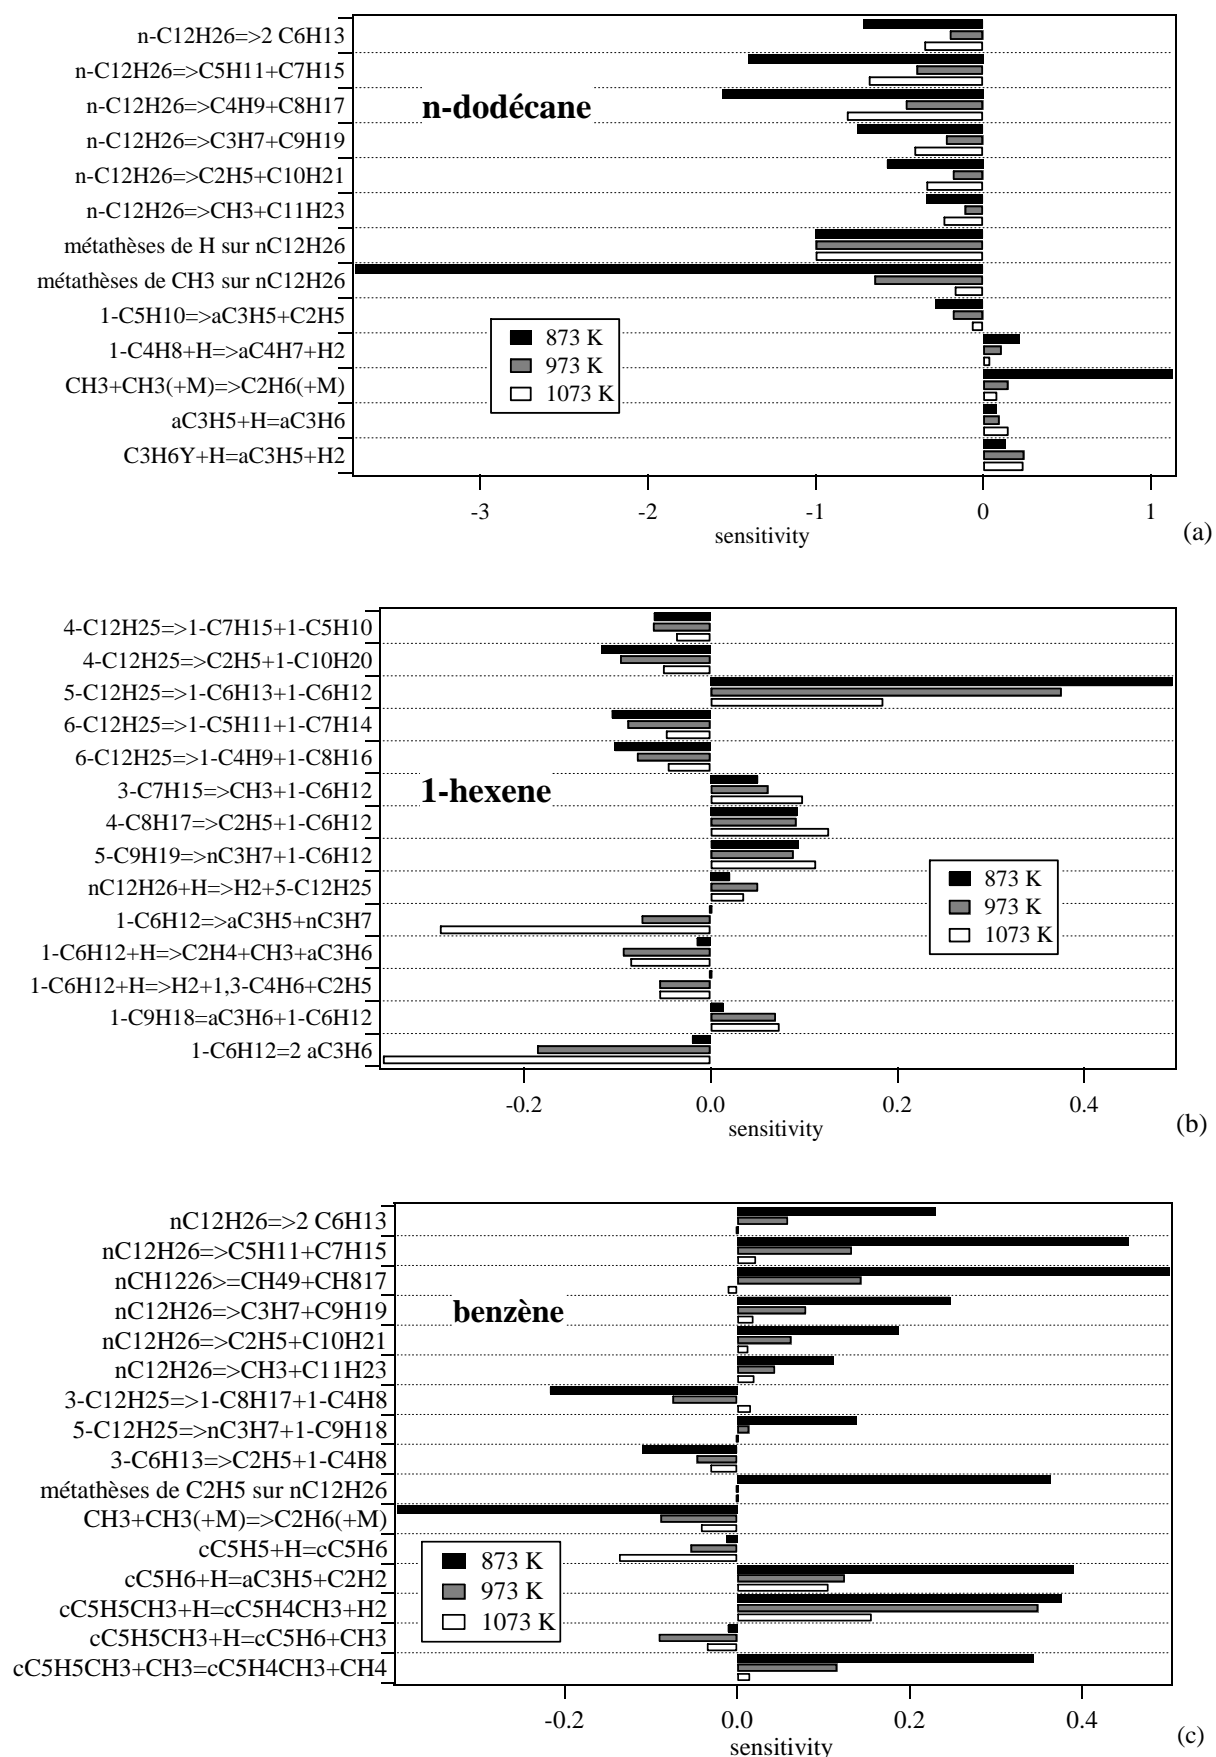 n-C12H26=>2 C6H13
n-C12H26=>C5H11+C7H15
n-C12H26=>C4H9+C8H17
n-C12H26=>C3H7+C9H19
n-C12H26=>C2H5+C10H21
n-C12H26=>CH3+C11H23
métathèses de H sur nC12H26
métathèses de CH3 sur nC12H26
1-C5H10=>aC3H5+C2H5
1-C4H8+H=>aC4H7+H2
CH3+CH3(+M)=>C2H6(+M)
aC3H5+H=aC3H6
C3H6Y+H=aC3H5+H2
n-dodécane
873 K
973 K
1073 K
-3 -2 -1 0 1
sensitivity
(a)
4-C12H25=>1-C7H15+1-C5H10
4-C12H25=>C2H5+1-C10H20
5-C12H25=>1-C6H13+1-C6H12
6-C12H25=>1-C5H11+1-C7H14
6-C12H25=>1-C4H9+1-C8H16
3-C7H15=>CH3+1-C6H12
4-C8H17=>C2H5+1-C6H12
5-C9H19=>nC3H7+1-C6H12
nC12H26+H=>H2+5-C12H25
1-C6H12=>aC3H5+nC3H7
1-C6H12+H=>C2H4+CH3+aC3H6
1-C6H12+H=>H2+1,3-C4H6+C2H5
1-C9H18=aC3H6+1-C6H12
1-C6H12=2 aC3H6
1-hexene
873 K
973 K
1073 K
-0.2 0.0 0.2 0.4
sensitivity
(b)
nC12H26=>2 C6H13
nC12H26=>C5H11+C7H15
nCH1226>=CH49+CH817
nC12H26=>C3H7+C9H19
nC12H26=>C2H5+C10H21
nC12H26=>CH3+C11H23
3-C12H25=>1-C8H17+1-C4H8
5-C12H25=>nC3H7+1-C9H18
3-C6H13=>C2H5+1-C4H8
métathèses de C2H5 sur nC12H26
CH3+CH3(+M)=>C2H6(+M)
cC5H5+H=cC5H6
cC5H6+H=aC3H5+C2H2
cC5H5CH3+H=cC5H4CH3+H2
cC5H5CH3+H=cC5H6+CH3
cC5H5CH3+CH3=cC5H4CH3+CH4
benzène
873 K
973 K
1073 K
-0.2 0.0 0.2 0.4
sensitivity
(c)